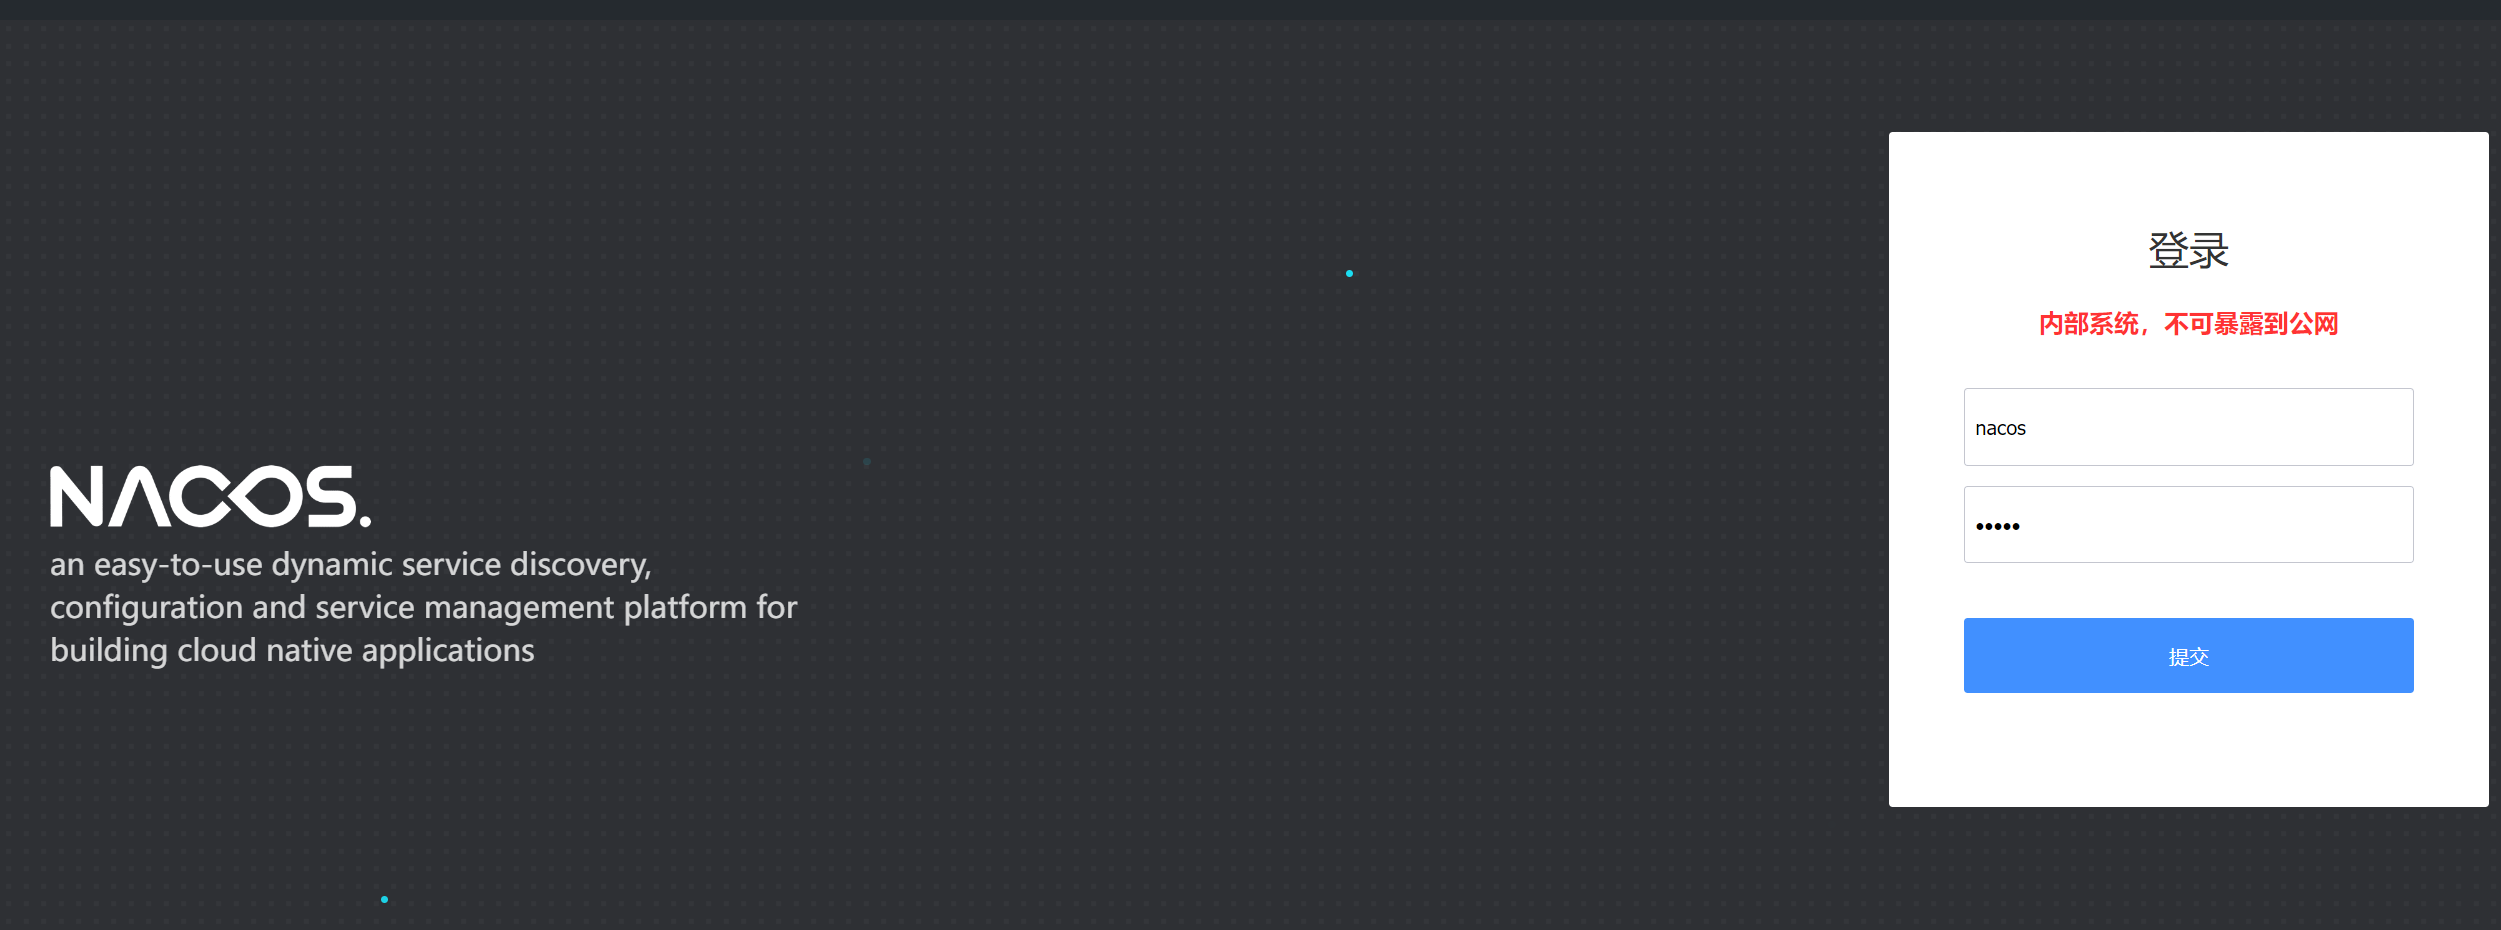 NACOS.
an easy-to-use dynamic service discovery,
configuration and service management platform for
building cloud native applications
登录
内部系统，不可暴露到公网
nacos
•••••
提交